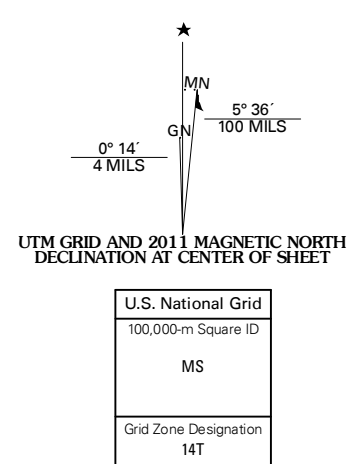 MN
GN
5° 36´
100 MILS
0° 14´
4 MILS
UTM GRID AND 2011 MAGNETIC NORTH
DECLINATION AT CENTER OF SHEET
U.S. National Grid
100,000-m Square ID
MS
Grid Zone Designation
14T